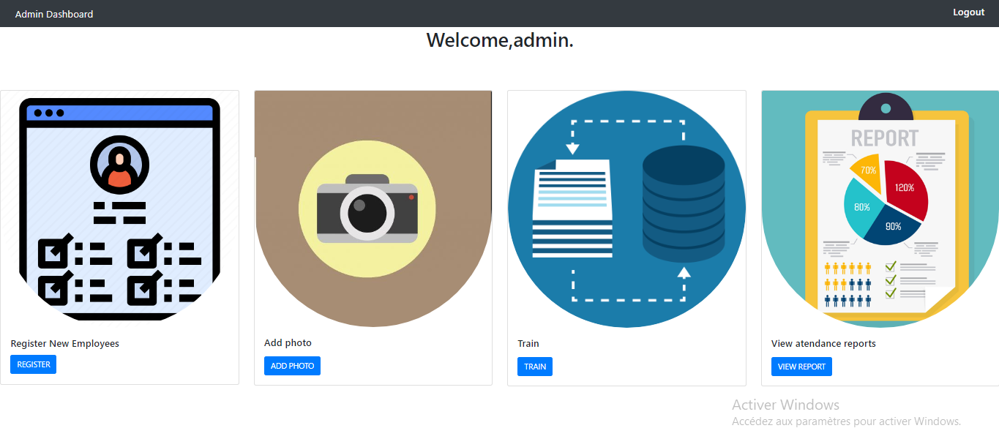 Admin Dashboard
Logout
Welcome,admin.
REPORT
70%
120%
80%
90%
Register New Employees
REGISTER
Add photo
ADD PHOTO
Train
TRAIN
View atendance reports
VIEW REPORT
Activer Windows
Accédez aux paramètres pour activer Windows.